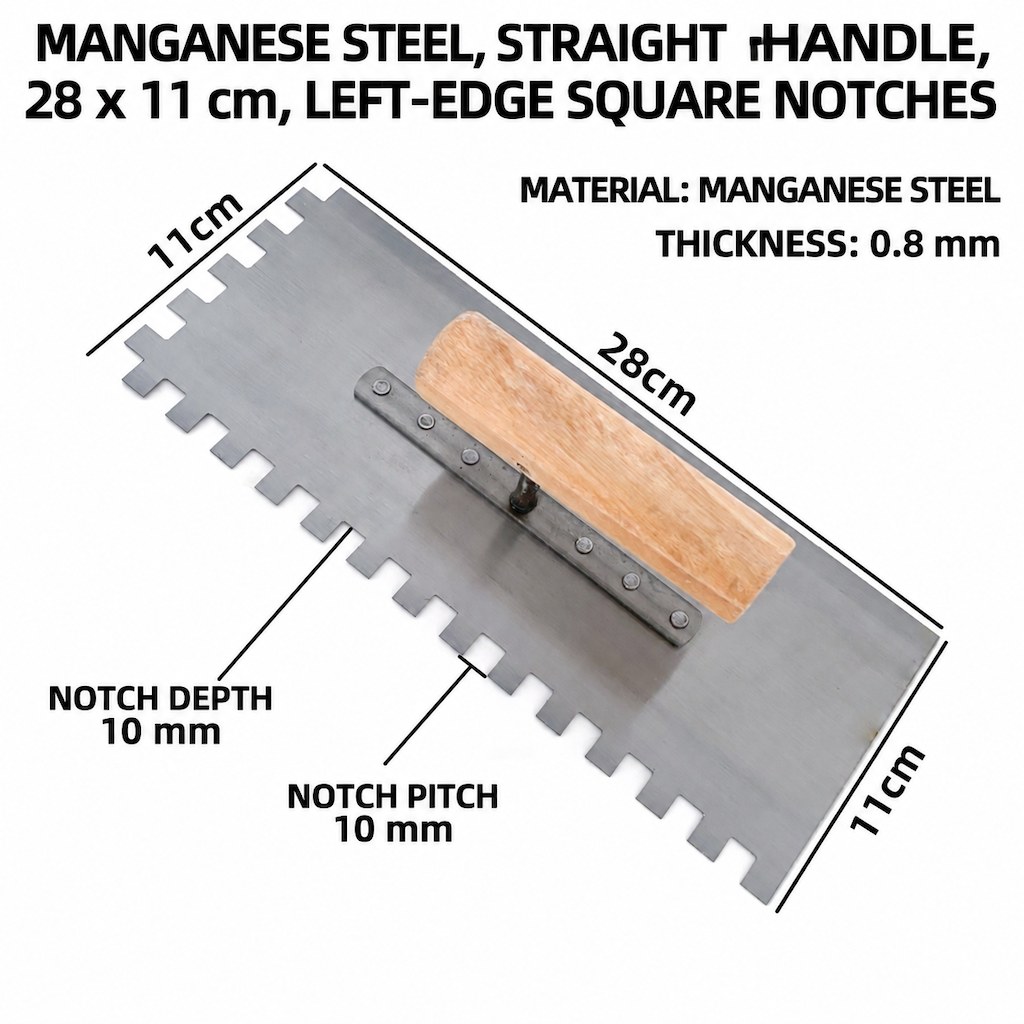 MANGANESE STEEL, STRAIGHT HANDLE,
28 x 11 cm, LEFT-EDGE SQUARE NOTCHES
MATERIAL: MANGANESE STEEL
THICKNESS: 0.8 mm
11cm
28cm
NOTCH DEPTH
10 mm
NOTCH PITCH
10 mm
11cm